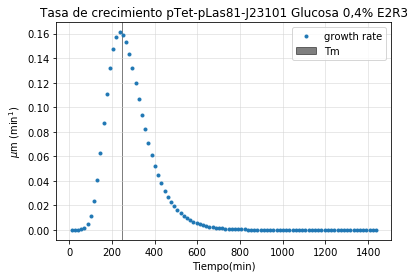 Tasa de crecimiento pTet-pLas81-J23101 Glucosa 0,4% E2R3
growth rate
Tm
μm (min¹)
0.16
0.14
0.12
0.10
0.08
0.06
0.04
0.02
0.00
0 200 400 600 800 1000 1200 1400
Tiempo(min)